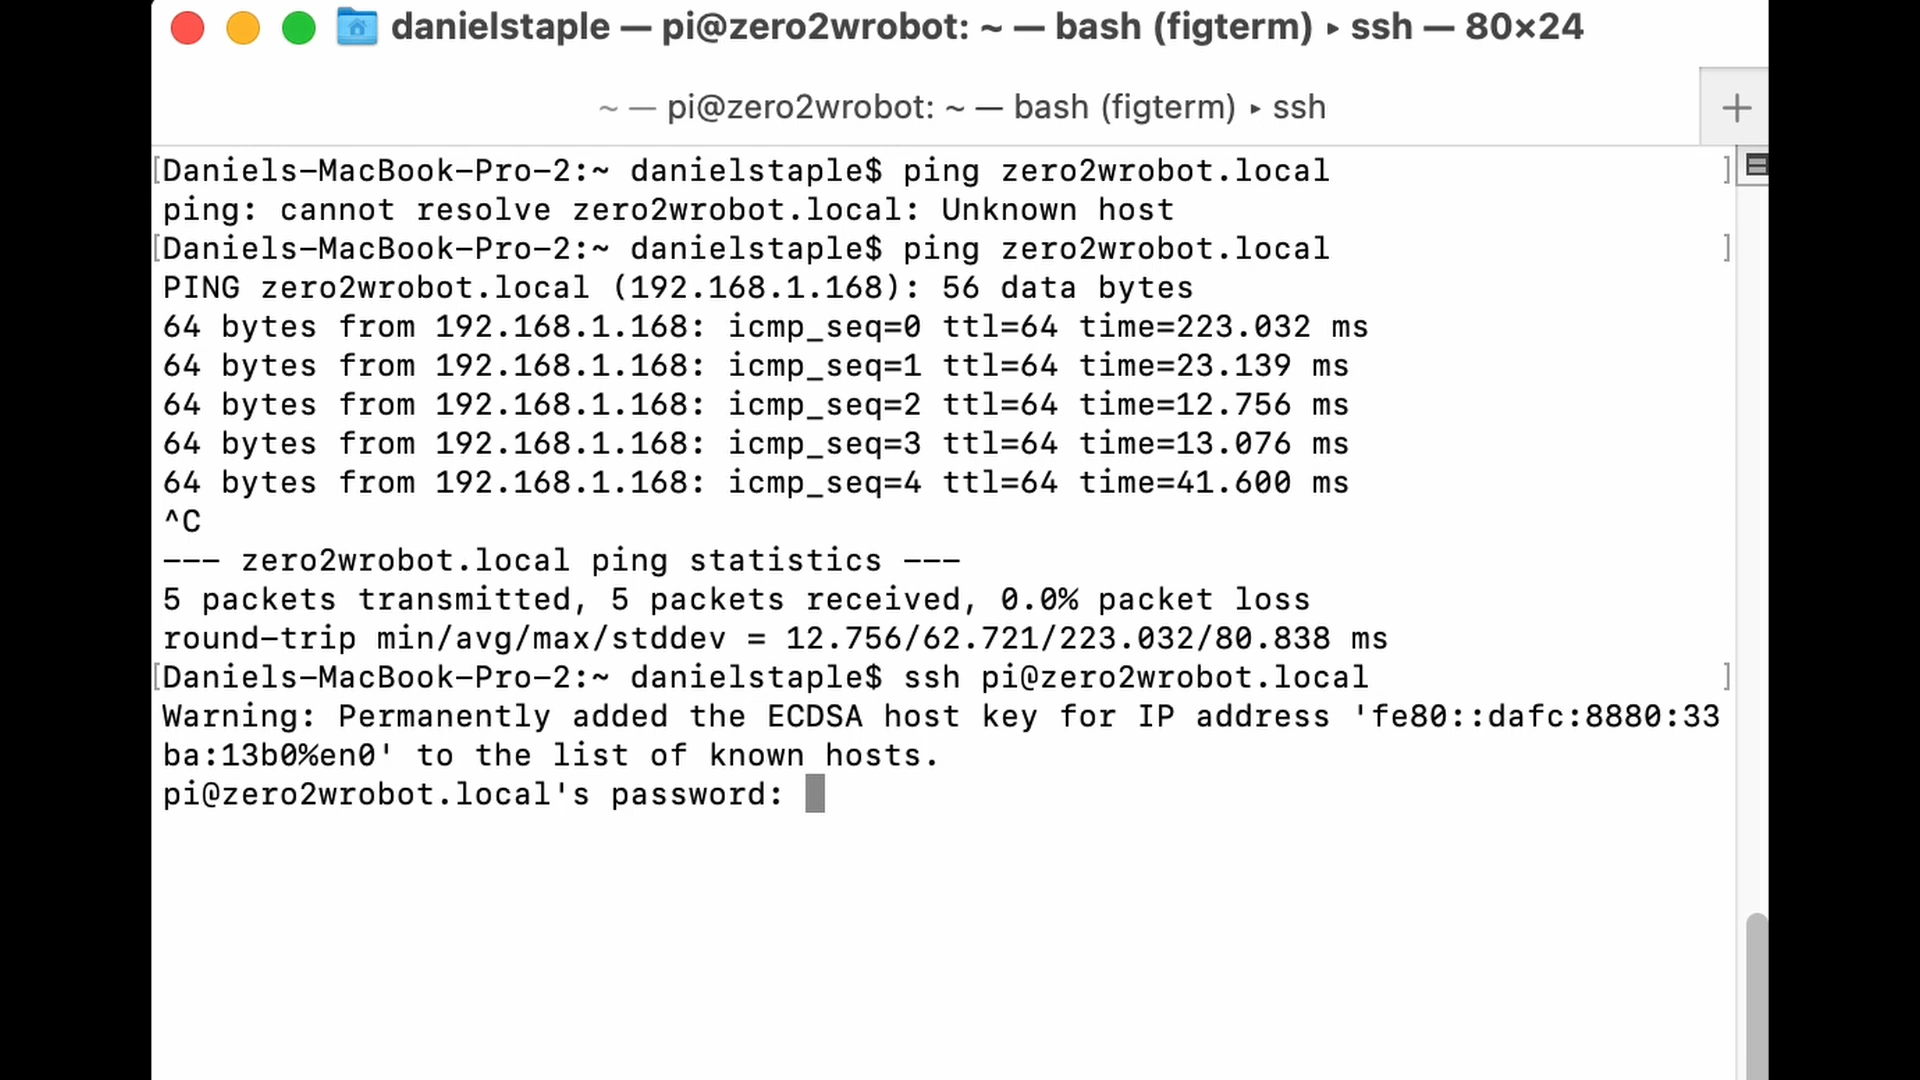 danielstaple — pi@zero2wrobot: ~ — bash (figterm) ▸ ssh — 80×24
~ — pi@zero2wrobot: ~ — bash (figterm) ▸ ssh
[Daniels-MacBook-Pro-2:~ danielstaple$ ping zero2wrobot.local ]
ping: cannot resolve zero2wrobot.local: Unknown host
[Daniels-MacBook-Pro-2:~ danielstaple$ ping zero2wrobot.local ]
PING zero2wrobot.local (192.168.1.168): 56 data bytes
64 bytes from 192.168.1.168: icmp_seq=0 ttl=64 time=223.032 ms
64 bytes from 192.168.1.168: icmp_seq=1 ttl=64 time=23.139 ms
64 bytes from 192.168.1.168: icmp_seq=2 ttl=64 time=12.756 ms
64 bytes from 192.168.1.168: icmp_seq=3 ttl=64 time=13.076 ms
64 bytes from 192.168.1.168: icmp_seq=4 ttl=64 time=41.600 ms
^C
--- zero2wrobot.local ping statistics ---
5 packets transmitted, 5 packets received, 0.0% packet loss
round-trip min/avg/max/stddev = 12.756/62.721/223.032/80.838 ms
[Daniels-MacBook-Pro-2:~ danielstaple$ ssh pi@zero2wrobot.local ]
Warning: Permanently added the ECDSA host key for IP address 'fe80::dafc:8880:33
ba:13b0%en0' to the list of known hosts.
pi@zero2wrobot.local's password: